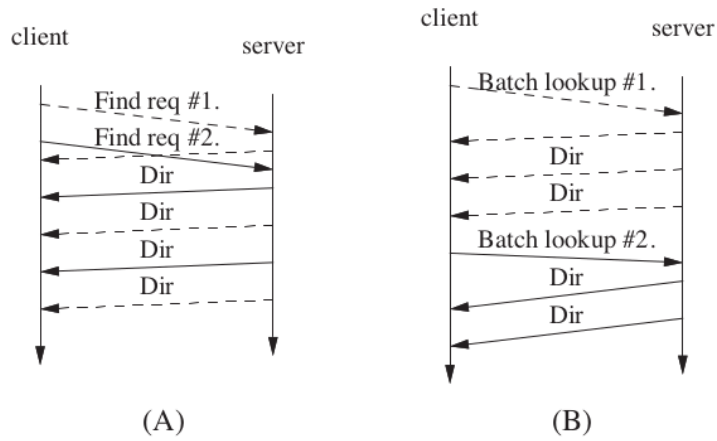 client
server
Find req #1.
Find req #2.
Dir
Dir
Dir
Dir
(A)
client
server
Batch lookup #1.
Dir
Dir
Batch lookup #2.
Dir
Dir
(B)